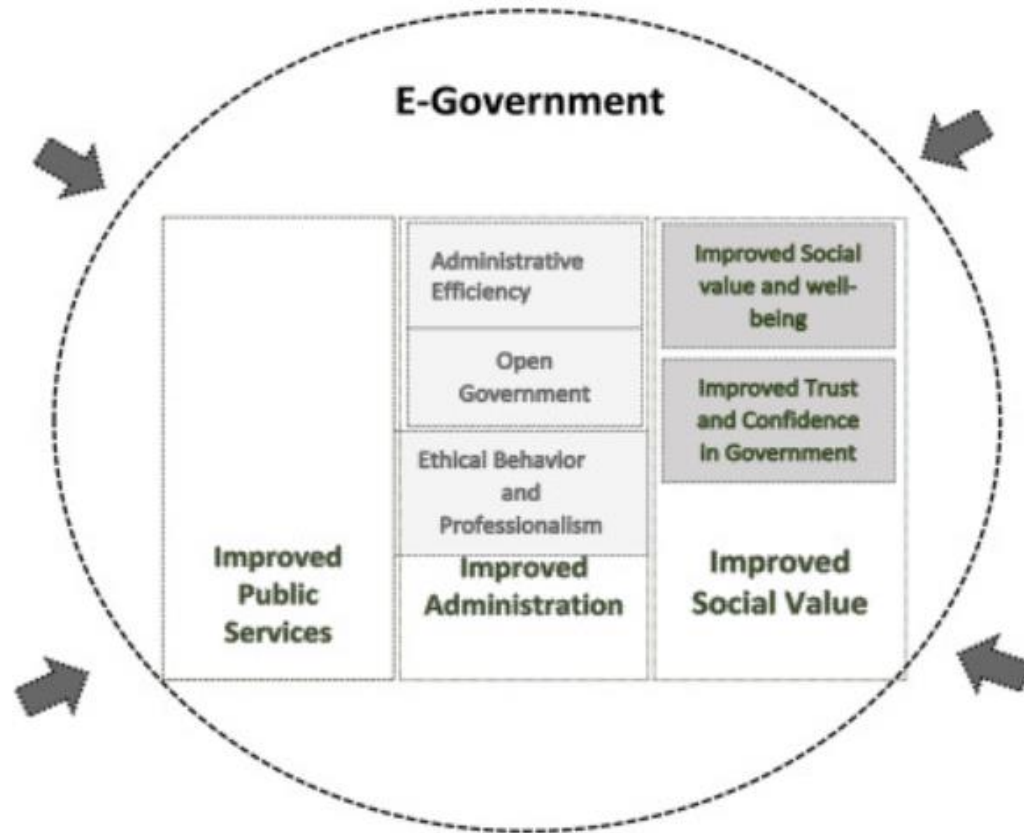 E-Government
Administrative
Efficiency
Open
Government
Ethical Behavior
and
Professionalism
Improved Social
value and well-
being
Improved Trust
and Confidence
in Government
Improved
Public
Services
Improved
Administration
Improved
Social Value